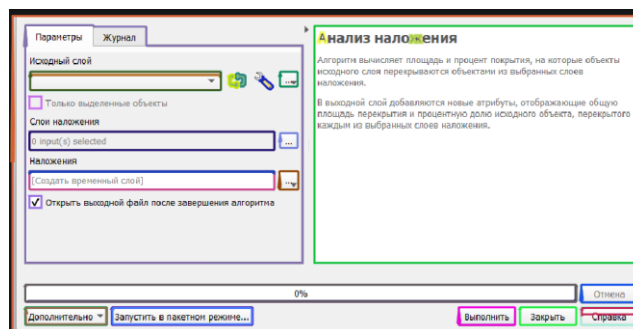 Параметры
Журнал
Исходный слой
Только выделенные объекты
Слои наложения
0 input(s) selected
...
Наложения
[Создать временный слой]
...
Открыть выходной файл после завершения алгоритма
Анализ наложения
Алгоритм вычисляет площадь и процент покрытия, на которые объекты
исходного слоя перекрываются объектами из выбранных слоев
наложения.
В выходной слой добавляются новые атрибуты, отображающие общую
площадь перекрытия и процентную долю исходного объекта, перекрытого
каждым из выбранных слоев наложения.
0%
Отмена
Дополнительно
Запустить в пакетном режиме...
Выполнить
Закрыть
Справка